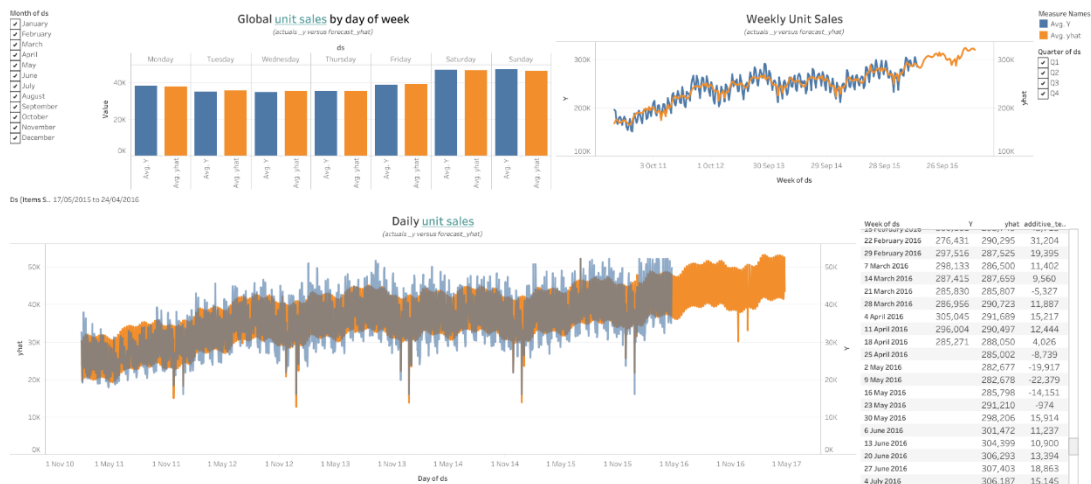 Month of ds
January
February
March
April
May
June
July
August
September
October
November
December
Global unit sales by day of week
(actuals _y versus forecast_yhat)
ds
Monday Tuesday Wednesday Thursday Friday Saturday Sunday
Value
40K
20K
0K
Avg. Y Avg. yhat Avg. Y Avg. yhat Avg. Y Avg. yhat Avg. Y Avg. yhat Avg. Y Avg. yhat Avg. Y Avg. yhat Avg. Y Avg. yhat
Weekly Unit Sales
(actuals _y versus forecast_yhat)
Y
300K 300K
200K 200K
100K 100K
yhat
3 Oct 11 1 Oct 12 30 Sep 13 29 Sep 14 28 Sep 15 26 Sep 16
Week of ds
Measure Names
Avg. Y
Avg. yhat
Quarter of ds
Q1
Q2
Q3
Q4
Ds (Items S.. 17/05/2015 to 24/04/2016
Daily unit sales
(actuals _y versus forecast_yhat)
yhat
50K 50K
40K 40K
30K 30K
20K 20K
10K 10K
0K 0K
Y
1 Nov 10 1 May 11 1 Nov 11 1 May 12 1 Nov 12 1 May 13 1 Nov 13 1 May 14 1 Nov 14 1 May 15 1 Nov 15 1 May 16 1 Nov 16 1 May 17
Day of ds
Week of ds Y yhat additive_te..
15 February 2016
22 February 2016 276,431 290,295 31,204
29 February 2016 297,516 287,525 19,395
7 March 2016 298,133 286,500 11,402
14 March 2016 287,415 287,659 9,560
21 March 2016 285,830 285,807 -5,327
28 March 2016 286,956 290,723 11,887
4 April 2016 305,045 291,689 15,217
11 April 2016 296,004 290,497 12,444
18 April 2016 285,271 288,050 4,026
25 April 2016 285,002 -8,739
2 May 2016 282,677 -19,917
9 May 2016 282,678 -22,379
16 May 2016 285,798 -14,151
23 May 2016 291,210 -974
30 May 2016 298,206 15,914
6 June 2016 301,472 11,237
13 June 2016 304,399 10,900
20 June 2016 306,293 13,394
27 June 2016 307,403 18,863
4 July 2016 306,187 15,145